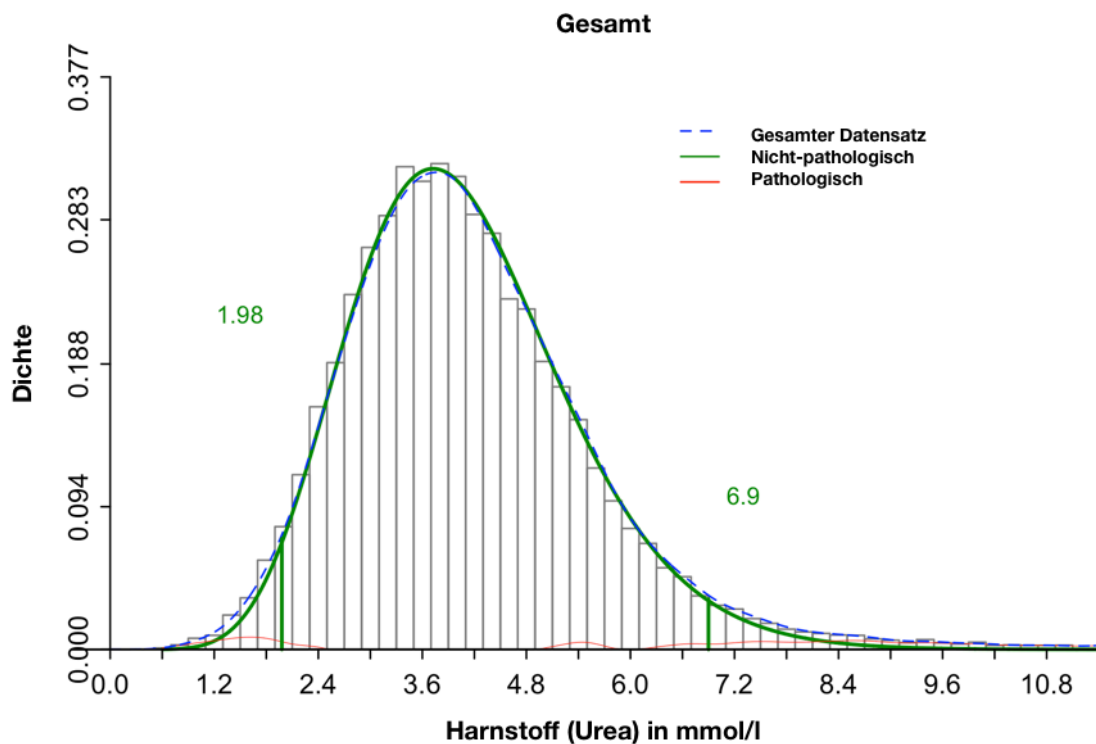 Gesamt
Gesamter Datensatz
Nicht-pathologisch
Pathologisch
Dichte
0.377
0.283
0.188
0.094
0.000
1.98
6.9
0.0 1.2 2.4 3.6 4.8 6.0 7.2 8.4 9.6 10.8
Harnstoff (Urea) in mmol/l